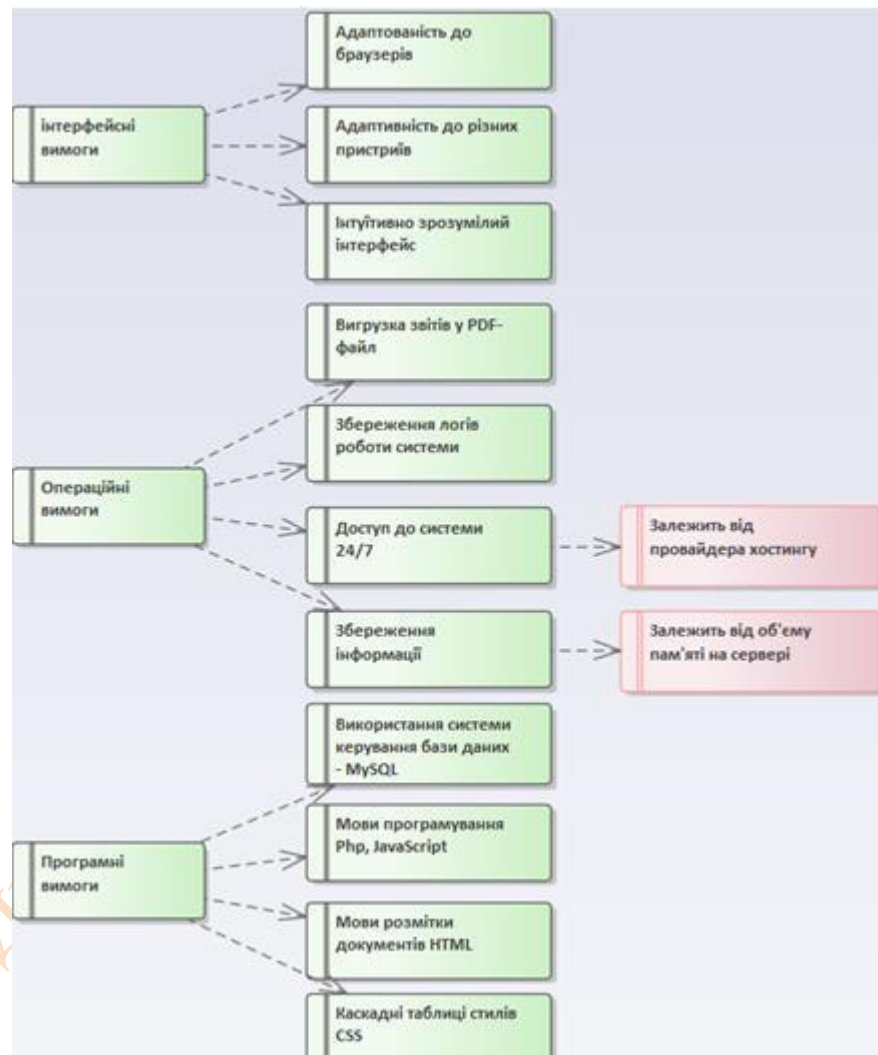 Адаптованість до
браузерів
інтерфейсні
вимоги
Адаптивність до різних
пристриїв
Інтуїтивно зрозумілий
інтерфейс
Вигрузка звітів у PDF-
файл
Збереження логів
роботи системи
Операційні
вимоги
Доступ до системи
24/7
Залежить від
провайдера хостингу
Збереження
інформації
Залежить від об'єму
пам'яті на сервері
Використання системи
керування бази даних
- MySQL
Мови програмування
Php, JavaScript
Програмні
вимоги
Мови розмітки
документів HTML
Каскадні таблиці стилів
CSS